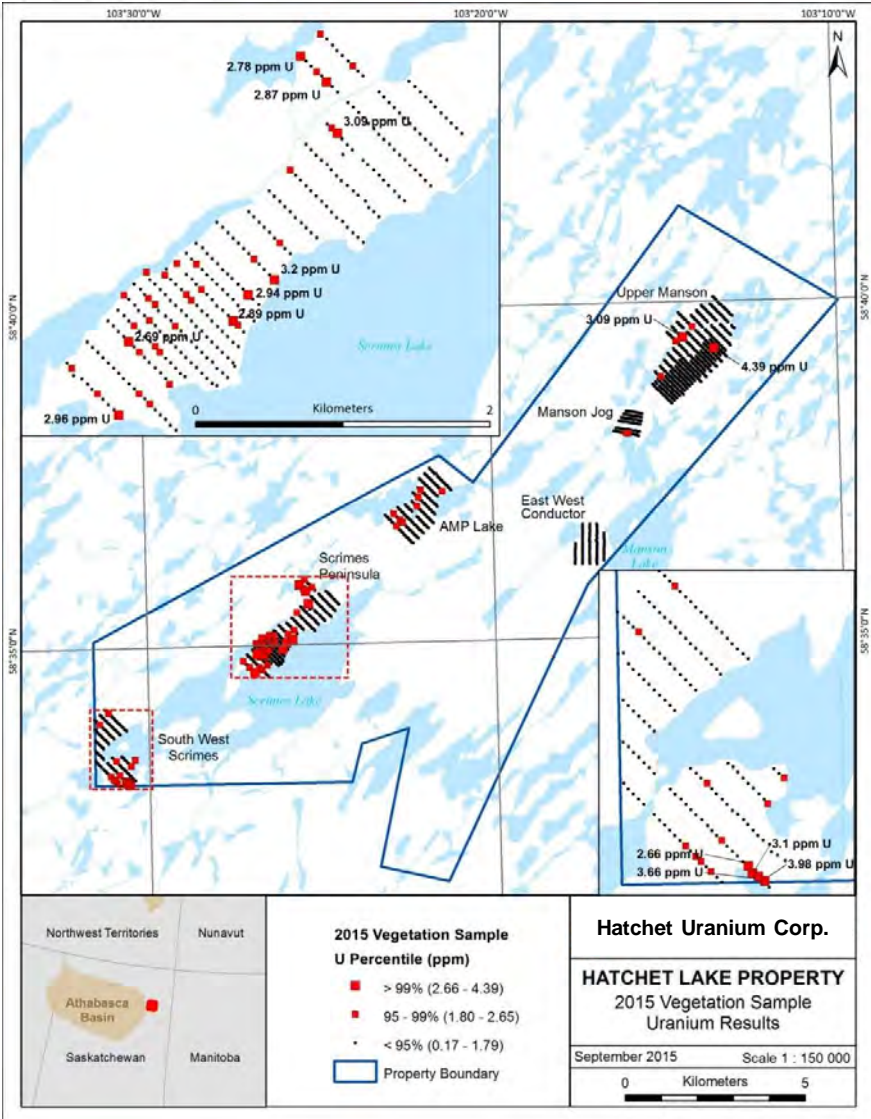 103°30'0"W
103°20'0"W
103°10'0"W
N
2.78 ppm U
2.87 ppm U
3.09 ppm U
3.2 ppm U
2.94 ppm U
2.89 ppm U
2.69 ppm U
2.96 ppm U
Scrimes Lake
0 Kilometers 2
58°40'0"N
58°40'0"N
Upper Manson
3.09 ppm U
4.39 ppm U
Manson Jog
East West
Conductor
AMP Lake
Manson
Lake
Scrimes
Peninsula
58°35'0"N
58°35'0"N
Scrimes Lake
South West
Scrimes
3.1 ppm U
2.66 ppm U
3.98 ppm U
3.66 ppm U
Northwest Territories
Nunavut
Athabasca
Basin
Saskatchewan
Manitoba
2015 Vegetation Sample
U Percentile (ppm)
> 99% (2.66 - 4.39)
95 - 99% (1.80 - 2.65)
< 95% (0.17 - 1.79)
Property Boundary
Hatchet Uranium Corp.
HATCHET LAKE PROPERTY
2015 Vegetation Sample
Uranium Results
September 2015 Scale 1 : 150 000
0 Kilometers 5